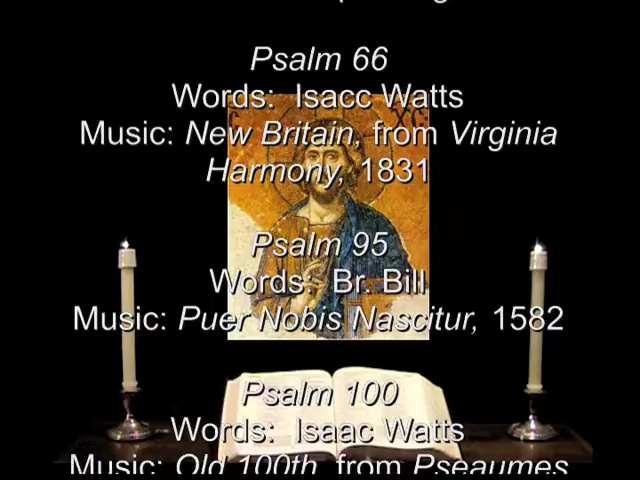 Psalm 66
Words: Isacc Watts
Music: New Britain, from Virginia
Harmony, 1831
Psalm 95
Words: Br. Bill
Music: Puer Nobis Nascitur, 1582
Psalm 100
Words: Isaac Watts
Music: Old 100th, from Pseaumes